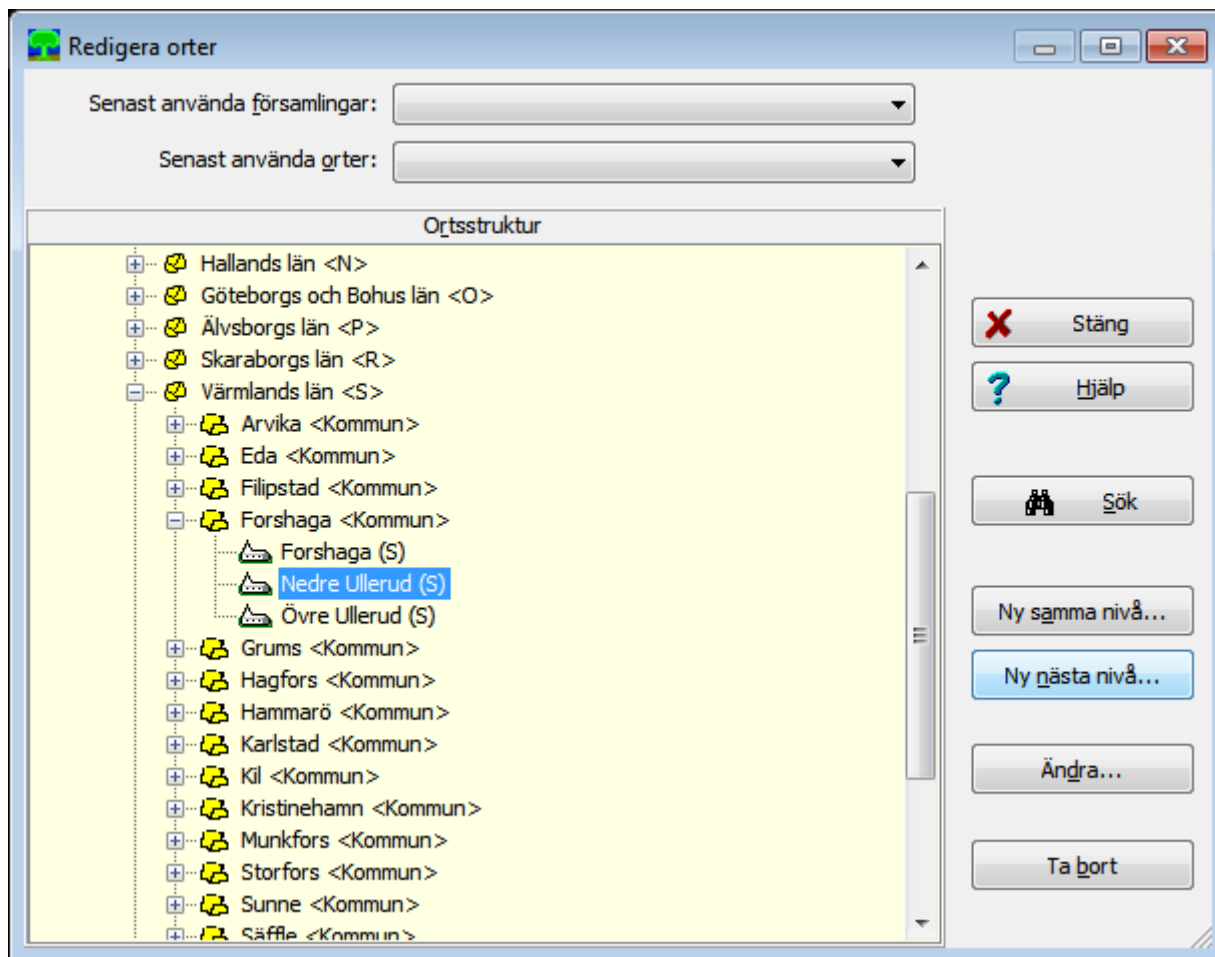 Redigera orter
Senast använda församlingar:
Senast använda orter:
Ortsstruktur
Hallands län <N>
Göteborgs och Bohus län <O>
Älvsborgs län <P>
Skaraborgs län <R>
Värmlands län <S>
Arvika <Kommun>
Eda <Kommun>
Filipstad <Kommun>
Forshaga <Kommun>
Forshaga (S)
Nedre Ullerud (S)
Övre Ullerud (S)
Grums <Kommun>
Hagfors <Kommun>
Hammarö <Kommun>
Karlstad <Kommun>
Kil <Kommun>
Kristinehamn <Kommun>
Munkfors <Kommun>
Storfors <Kommun>
Sunne <Kommun>
Säffle <Kommun>
Stäng
Hjälp
Sök
Ny samma nivå...
Ny nästa nivå...
Ändra...
Ta bort